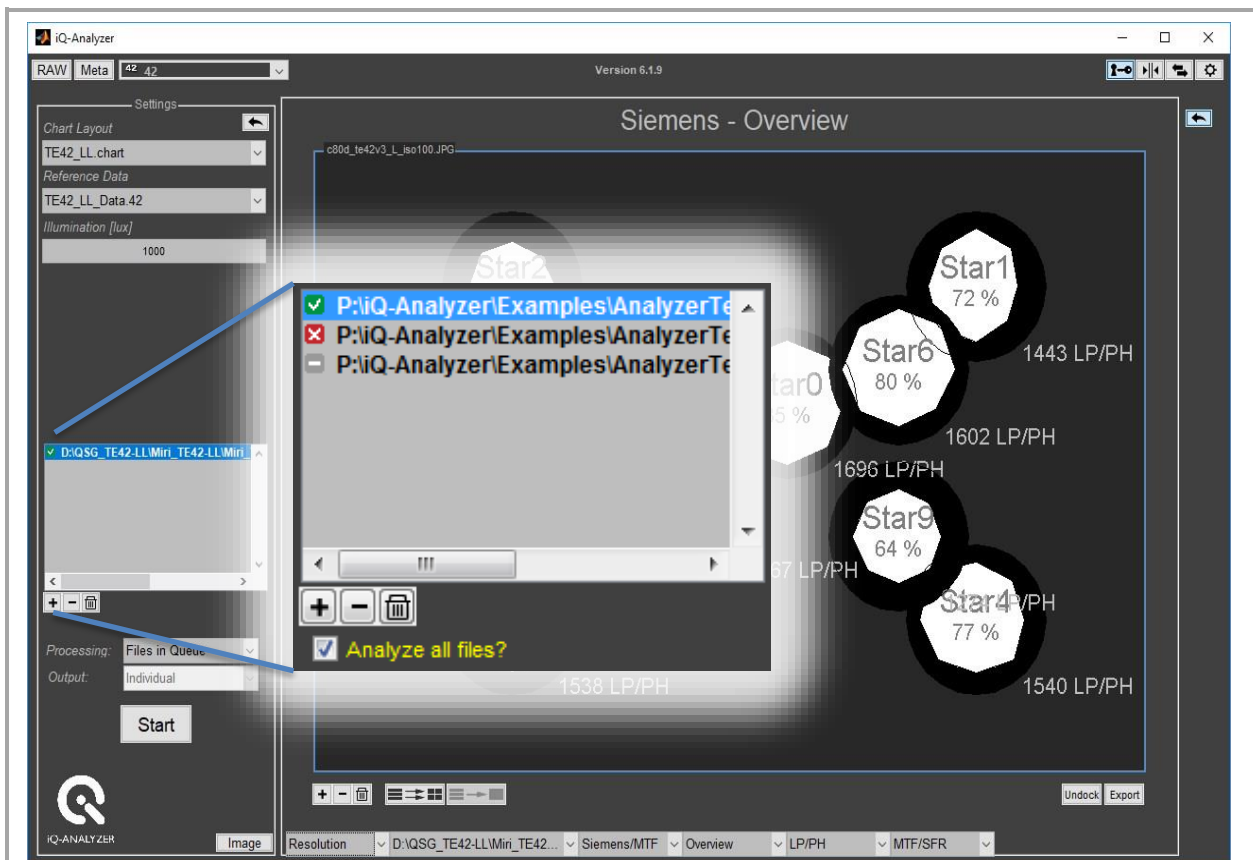 iQ-Analyzer
RAW Meta 42 42
Version 6.1.9
Settings
Chart Layout
TE42_LL.chart
Reference Data
TE42_LL_Data.42
Illumination [lux]
1000
D:\QSG_TE42-LL\Miri_TE42-LL\Miri_
Processing: Files in Queue
Output: Individual
Start
iQ-ANALYZER
Image
Siemens - Overview
c80d_te42v3_L_iso100.JPG
Star2
Star1
72 %
1443 LP/PH
Star6
80 %
1602 LP/PH
1696 LP/PH
Star9
64 %
LP/PH
Star4
77 %
1540 LP/PH
1538 LP/PH
P:\iQ-Analyzer\Examples\AnalyzerTe
P:\iQ-Analyzer\Examples\AnalyzerTe
P:\iQ-Analyzer\Examples\AnalyzerTe
Analyze all files?
Undock Export
Resolution D:\QSG_TE42-LL\Miri_TE42... Siemens/MTF Overview LP/PH MTF/SFR